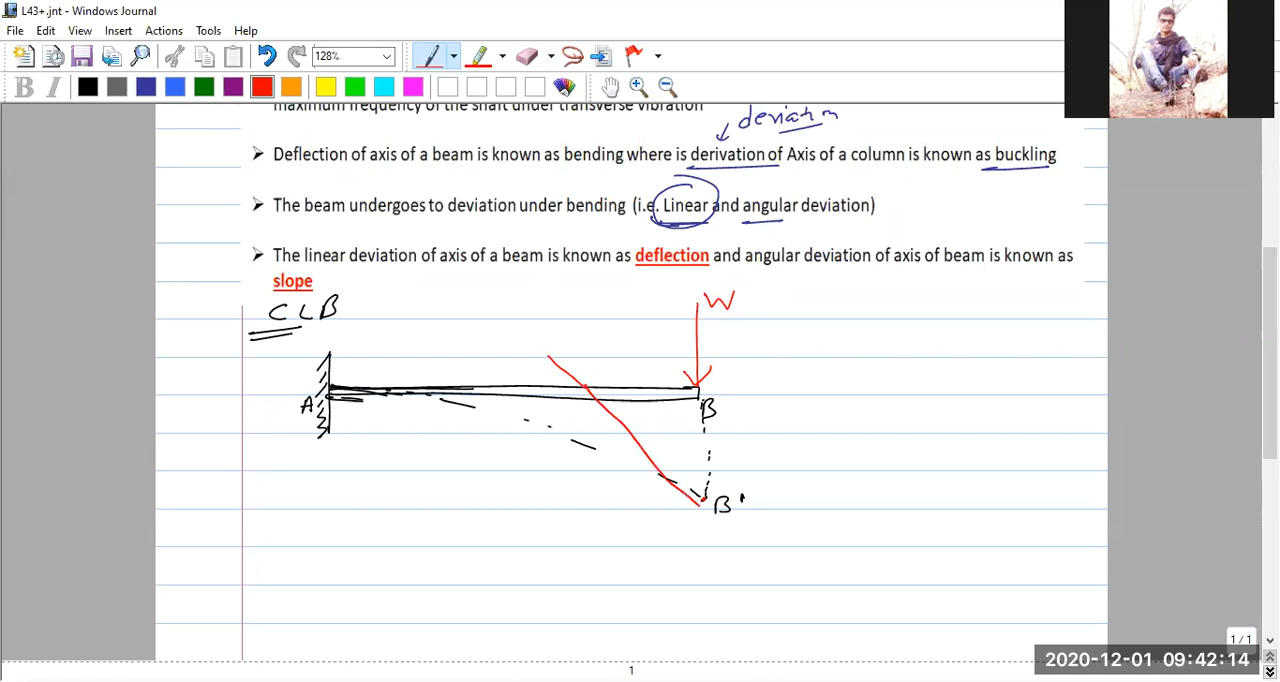 L43+.jnt - Windows Journal
File Edit View Insert Actions Tools Help
128%
B I
maximum frequency of the shaft under transverse vibration
deviation
Deflection of axis of a beam is known as bending where is derivation of Axis of a column is known as buckling
The beam undergoes to deviation under bending (i.e. Linear and angular deviation)
The linear deviation of axis of a beam is known as deflection and angular deviation of axis of beam is known as
slope
CLB
W
A
B
B'
1 / 1
2020-12-01 09:42:14
1